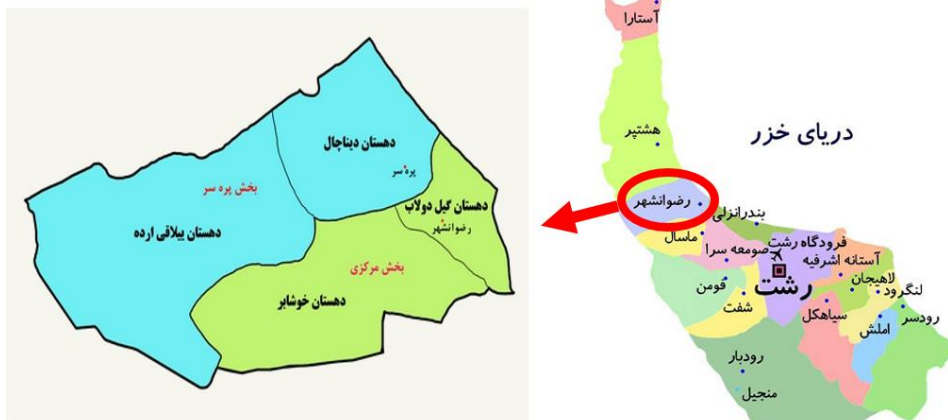 دهستان دیناچال
پره سر
بخش پره سر
دهستان ییلاقی ارده
دهستان گیل دولاب
رضوانشهر
بخش مرکزی
دهستان خوشابر
آستارا
هشتپر
دریای خزر
رضوانشهر
بندرانزلی
ماسال
صومعه سرا
فرودگاه رشت
آستانه اشرفیه
فومن
رشت
لاهیجان
لنگرود
شفت
سیاهکل
رودسر
املش
رودبار
منجیل